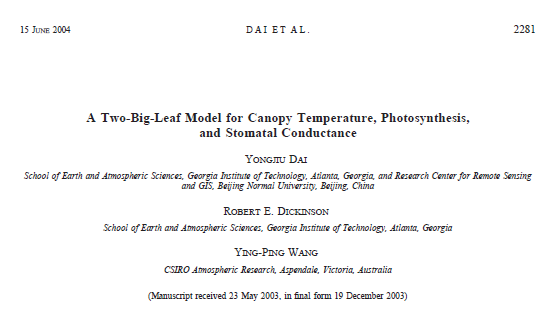 15 JUNE 2004 DAI ET AL. 2281
A Two-Big-Leaf Model for Canopy Temperature, Photosynthesis,
and Stomatal Conductance
YONGJIU DAI
School of Earth and Atmospheric Sciences, Georgia Institute of Technology, Atlanta, Georgia, and Research Center for Remote Sensing
and GIS, Beijing Normal University, Beijing, China
ROBERT E. DICKINSON
School of Earth and Atmospheric Sciences, Georgia Institute of Technology, Atlanta, Georgia
YING-PING WANG
CSIRO Atmospheric Research, Aspendale, Victoria, Australia
(Manuscript received 23 May 2003, in final form 19 December 2003)